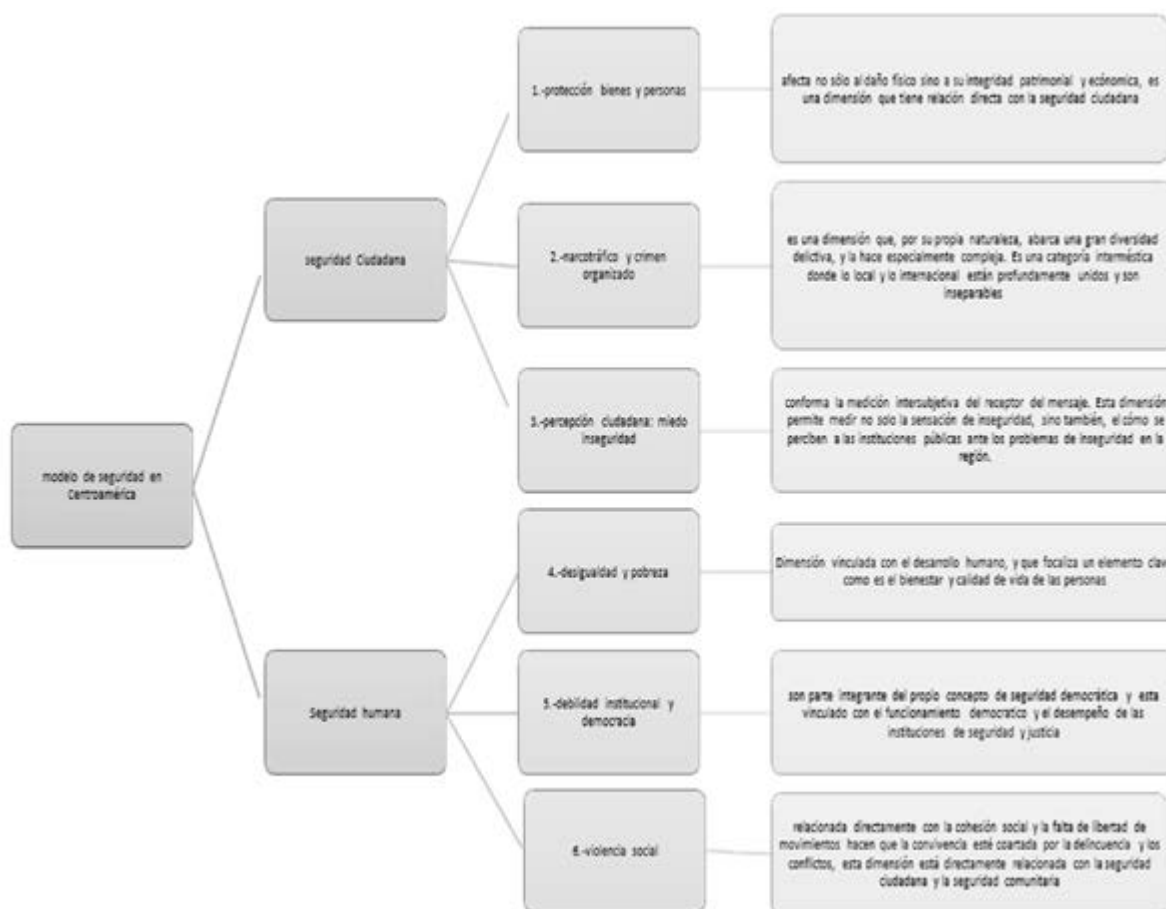 modelo de seguridad en
Centroamérica
seguridad Ciudadana
1.-protección bienes y personas
afecta no sólo al daño físico sino a su integridad patrimonial y ecónomica, es
una dimensión que tiene relación directa con la seguridad ciudadana
2.-narcotráfico y crimen
organizado
es una dimensión que, por su propia naturaleza, abarca una gran diversidad
delictiva, y la hace especialmente compleja. Es una categoría interméstica
donde lo local y lo internacional están profundamente unidos y son
inseparables
3.-percepción ciudadana: miedo
inseguridad
conforma la medición intersubjetiva del receptor del mensaje. Esta dimensión
permite medir no solo la sensación de inseguridad, sino también, el cómo se
perciben a las instituciones públicas ante los problemas de inseguridad en la
región.
Seguridad humana
4.-desigualdad y pobreza
Dimensión vinculada con el desarrollo humano, y que focaliza un elemento clav
como es el bienestar y calidad de vida de las personas
5.-debilidad institucional y
democracia
son parte integrante del propio concepto de seguridad democrática y esta
vinculado con el funcionamiento democratico y el desempeño de las
instituciones de seguridad y justicia
6.-violencia social
relacionada directamente con la cohesión social y la falta de libertad de
movimientos hacen que la convivencia esté coartada por la delincuencia y los
conflictos, esta dimensión está directamente relacionada con la seguridad
ciudadana y la seguridad comunitaria